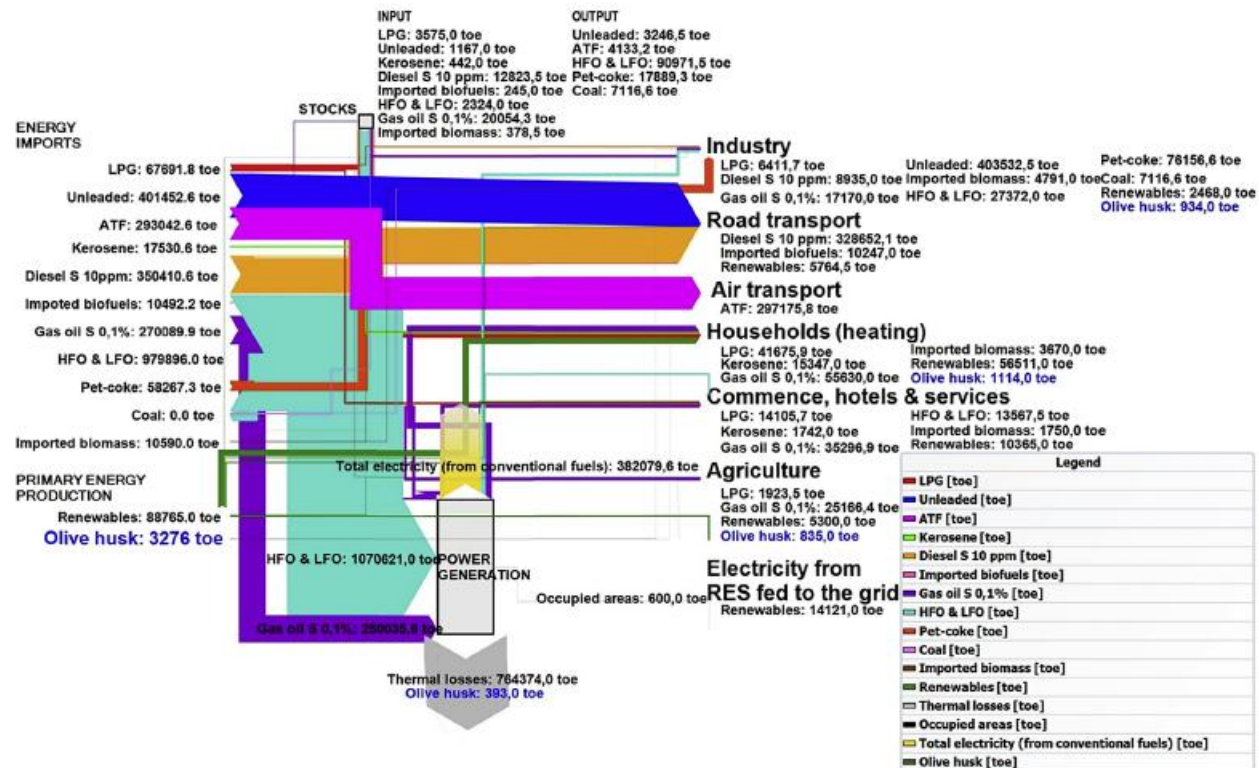 INPUT
LPG: 3575,0 toe
Unleaded: 1167,0 toe
Kerosene: 442,0 toe
Diesel S 10 ppm: 12823,5 toe
Imported biofuels: 245,0 toe
HFO & LFO: 2324,0 toe
Gas oil S 0,1%: 20054,3 toe
Imported biomass: 378,5 toe
OUTPUT
Unleaded: 3246,5 toe
ATF: 4133,2 toe
HFO & LFO: 90971,5 toe
Pet-coke: 17889,3 toe
Coal: 7116,6 toe
STOCKS
ENERGY
IMPORTS
LPG: 67691.8 toe
Unleaded: 401452.6 toe
ATF: 293042.6 toe
Kerosene: 17530.6 toe
Diesel S 10ppm: 350410.6 toe
Impoted biofuels: 10492.2 toe
Gas oil S 0,1%: 270089.9 toe
HFO & LFO: 979896.0 toe
Pet-coke: 58267.3 toe
Coal: 0.0 toe
Imported biomass: 10590.0 toe
PRIMARY ENERGY
PRODUCTION
Renewables: 88765.0 toe
Olive husk: 3276 toe
Total electricity (from conventional fuels): 382079,6 toe
HFO & LFO: 1070621,0 toe
POWER
GENERATION
Gas oil S 0,1%: 250035,6 toe
Occupied areas: 600,0 toe
Thermal losses: 764374,0 toe
Olive husk: 393,0 toe
Industry
LPG: 6411,7 toe
Diesel S 10 ppm: 8935,0 toe
Gas oil S 0,1%: 17170,0 toe
Unleaded: 403532,5 toe
Imported biomass: 4791,0 toe
HFO & LFO: 27372,0 toe
Pet-coke: 76156,6 toe
Coal: 7116,6 toe
Renewables: 2468,0 toe
Olive husk: 934,0 toe
Road transport
Diesel S 10 ppm: 328652,1 toe
Imported biofuels: 10247,0 toe
Renewables: 5764,5 toe
Air transport
ATF: 297175,8 toe
Households (heating)
LPG: 41675,9 toe
Kerosene: 15347,0 toe
Gas oil S 0,1%: 55630,0 toe
Imported biomass: 3670,0 toe
Renewables: 56511,0 toe
Olive husk: 1114,0 toe
Commence, hotels & services
LPG: 14105,7 toe
Kerosene: 1742,0 toe
Gas oil S 0,1%: 35296,9 toe
HFO & LFO: 13567,5 toe
Imported biomass: 1750,0 toe
Renewables: 10365,0 toe
Agriculture
LPG: 1923,5 toe
Gas oil S 0,1%: 25166,4 toe
Renewables: 5300,0 toe
Olive husk: 835,0 toe
Electricity from
RES fed to the grid
Renewables: 14121,0 toe
Legend
LPG [toe]
Unleaded [toe]
ATF [toe]
Kerosene [toe]
Diesel S 10 ppm [toe]
Imported biofuels [toe]
Gas oil S 0,1% [toe]
HFO & LFO [toe]
Pet-coke [toe]
Coal [toe]
Imported biomass [toe]
Renewables [toe]
Thermal losses [toe]
Occupied areas [toe]
Total electricity (from conventional fuels) [toe]
Olive husk [toe]